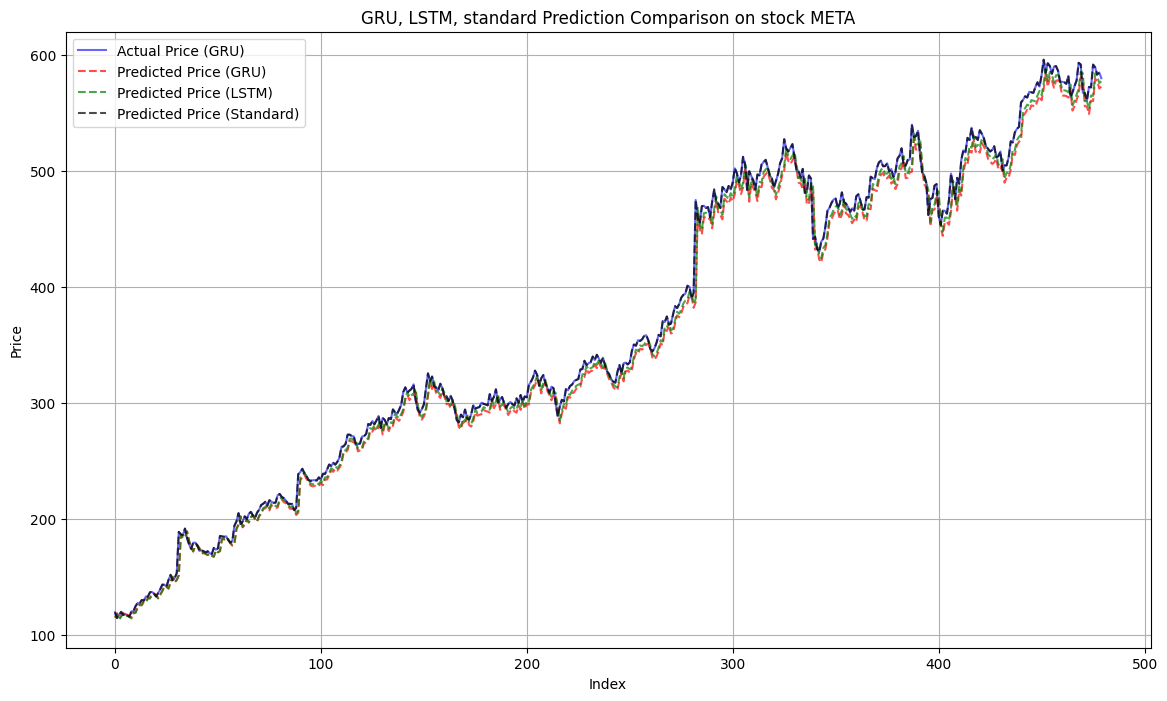 GRU, LSTM, standard Prediction Comparison on stock META
Actual Price (GRU)
Predicted Price (GRU)
Predicted Price (LSTM)
Predicted Price (Standard)
Price
600
500
400
300
200
100
0
100
200
300
400
500
Index